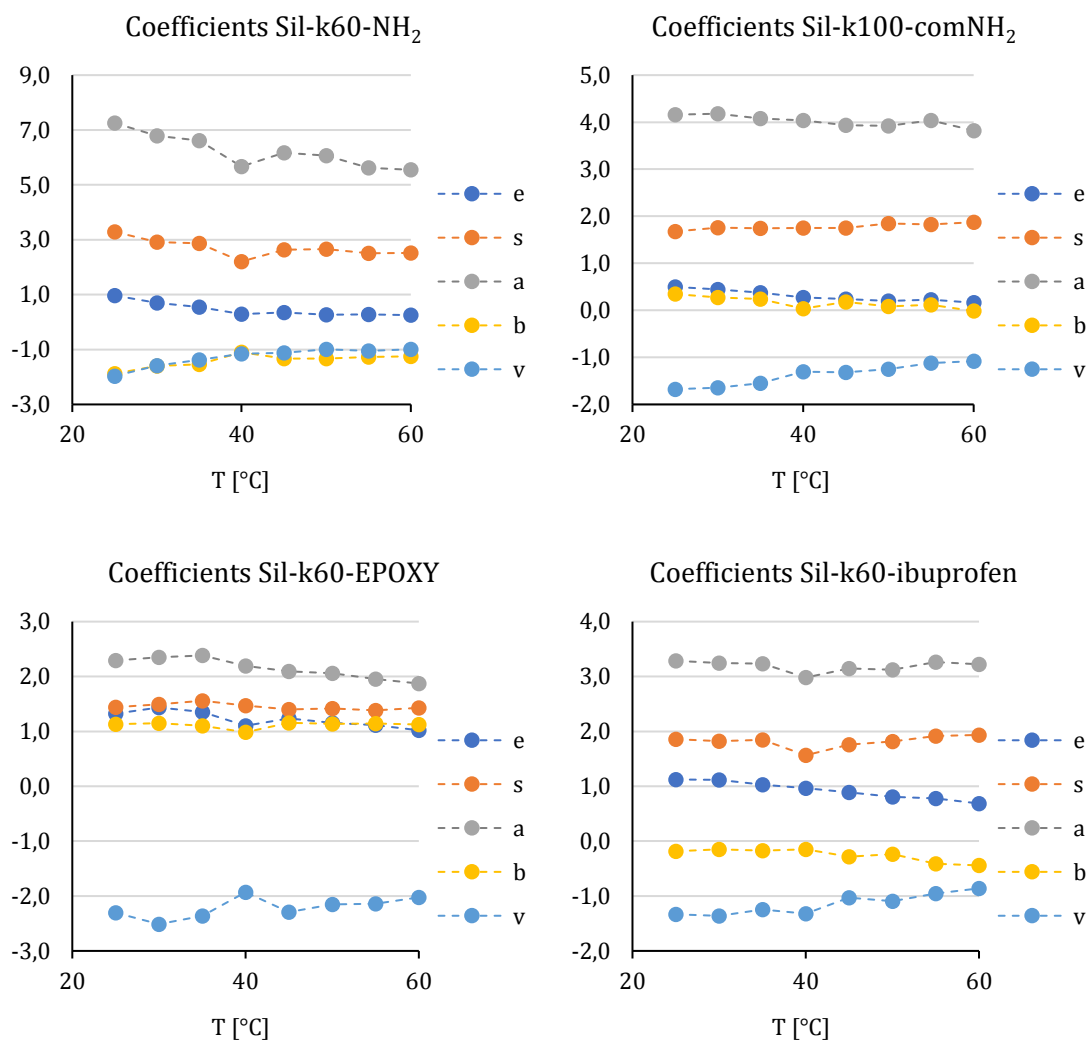 Coefficients Sil-k60-NH₂
9,0
7,0
5,0
3,0
1,0
-1,0
-3,0
20
40
60
T [°C]
e
s
a
b
v
Coefficients Sil-k100-comNH₂
5,0
4,0
3,0
2,0
1,0
0,0
-1,0
-2,0
20
40
60
T [°C]
e
s
a
b
v
Coefficients Sil-k60-EPOXY
3,0
2,0
1,0
0,0
-1,0
-2,0
-3,0
20
40
60
T [°C]
e
s
a
b
v
Coefficients Sil-k60-ibuprofen
4,0
3,0
2,0
1,0
0,0
-1,0
-2,0
20
40
60
T [°C]
e
s
a
b
v